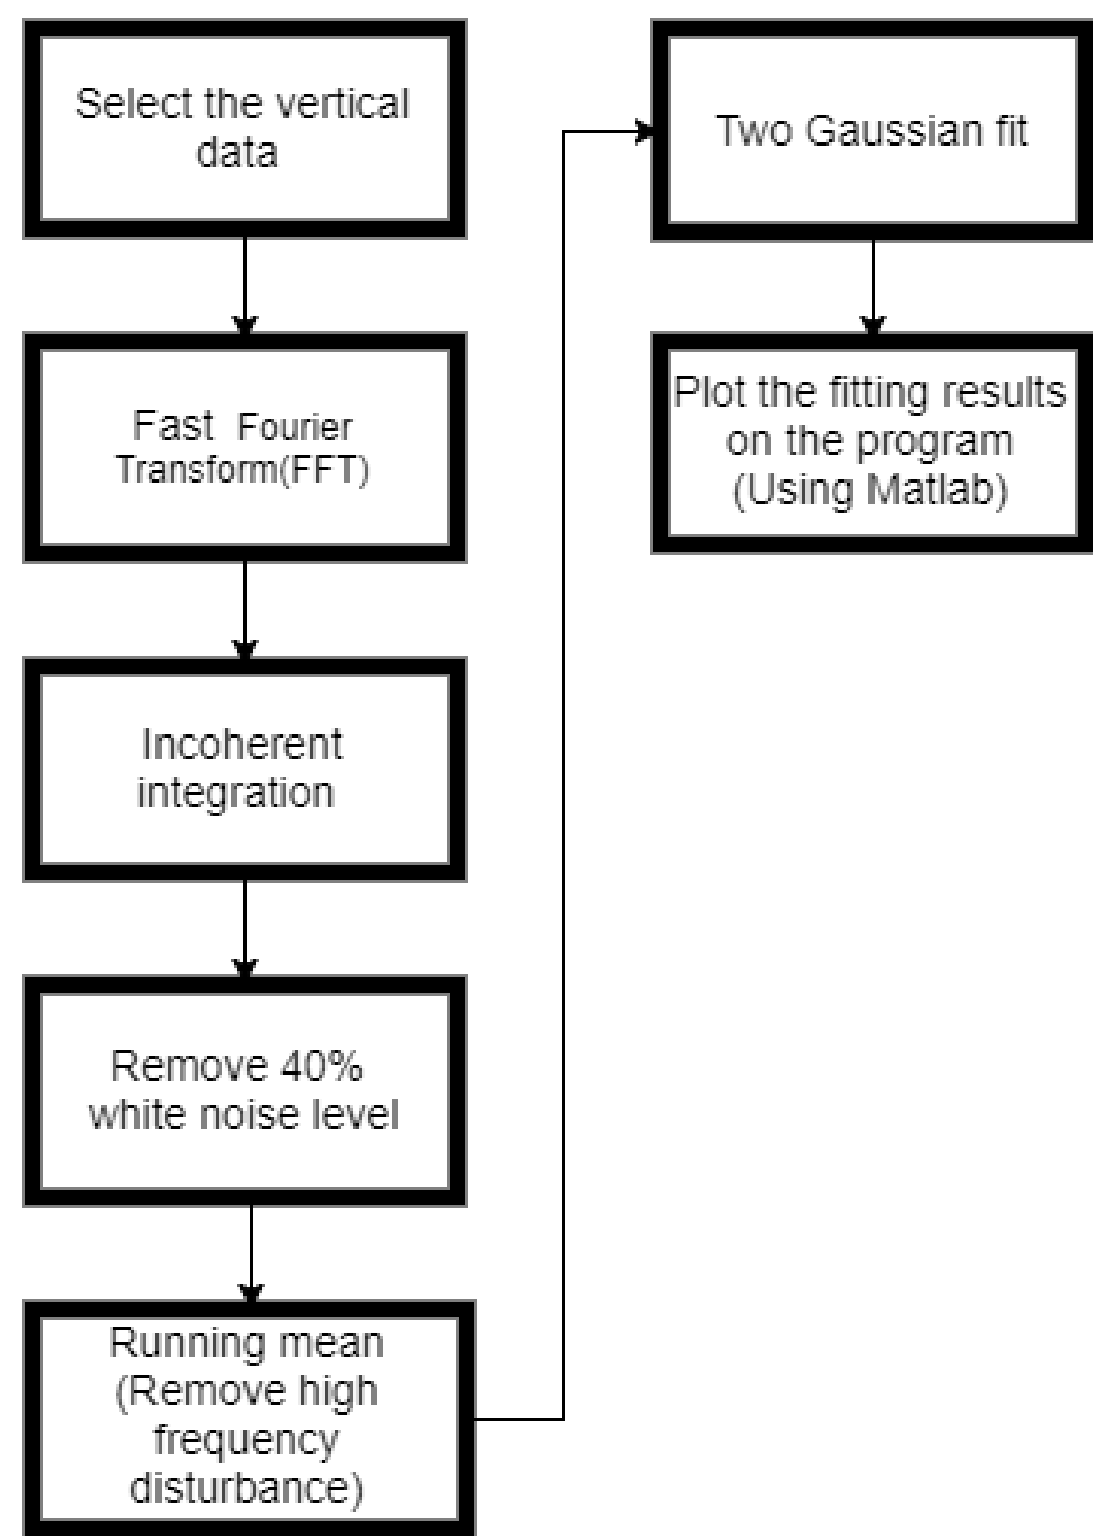 Select the vertical
data
Fast Fourier
Transform(FFT)
Incoherent
integration
Remove 40%
white noise level
Running mean
(Remove high
frequency
disturbance)
Two Gaussian fit
Plot the fitting results
on the program
(Using Matlab)